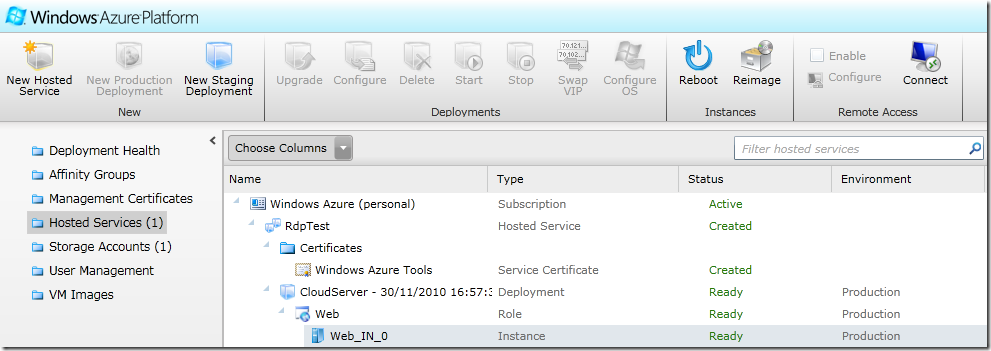 Windows Azure Platform
New Hosted Service
New Production Deployment
New Staging Deployment
Upgrade
Configure
Delete
Start
Stop
70,121...
70,102...
Swap VIP
Configure OS
Reboot
Reimage
Enable
Configure
Connect
New
Deployments
Instances
Remote Access
Deployment Health
Affinity Groups
Management Certificates
Hosted Services (1)
Storage Accounts (1)
User Management
VM Images
Choose Columns
Filter hosted services
Name Type Status Environment
Windows Azure (personal) Subscription Active
RdpTest Hosted Service Created
Certificates
Windows Azure Tools Service Certificate Created
CloudServer - 30/11/2010 16:57:3 Deployment Ready Production
Web Role Ready Production
Web_IN_0 Instance Ready Production